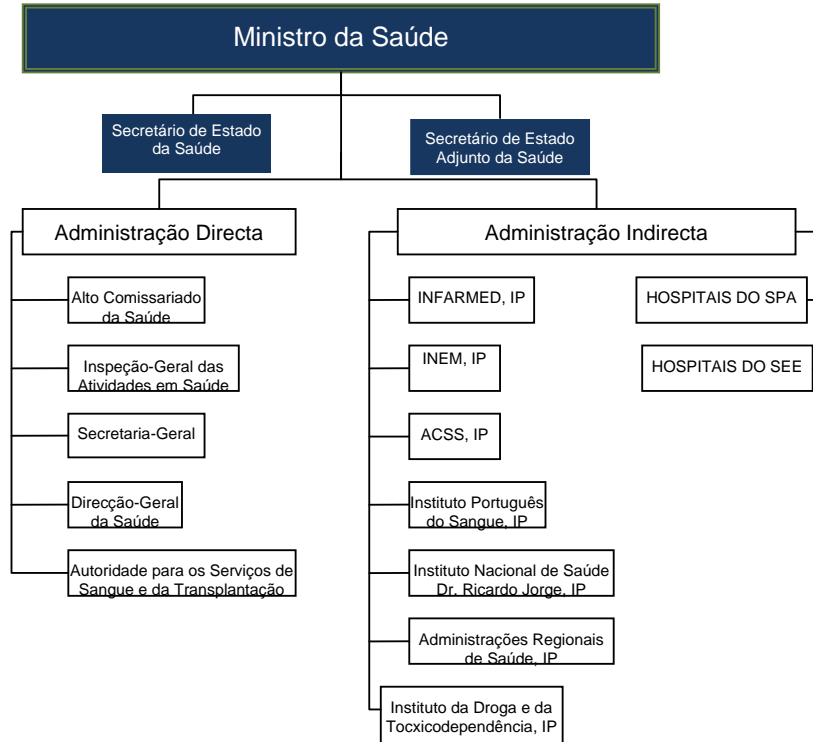 Ministro da Saúde
Secretário de Estado
da Saúde
Secretário de Estado
Adjunto da Saúde
Administração Directa
Administração Indirecta
Alto Comissariado
da Saúde
Inspeção-Geral das
Atividades em Saúde
Secretaria-Geral
Direcção-Geral
da Saúde
Autoridade para os Serviços de
Sangue e da Transplantação
INFARMED, IP
INEM, IP
ACSS, IP
Instituto Português
do Sangue, IP
Instituto Nacional de Saúde
Dr. Ricardo Jorge, IP
Administrações Regionais
de Saúde, IP
Instituto da Droga e da
Tocxicodependência, IP
HOSPITAIS DO SPA
HOSPITAIS DO SEE